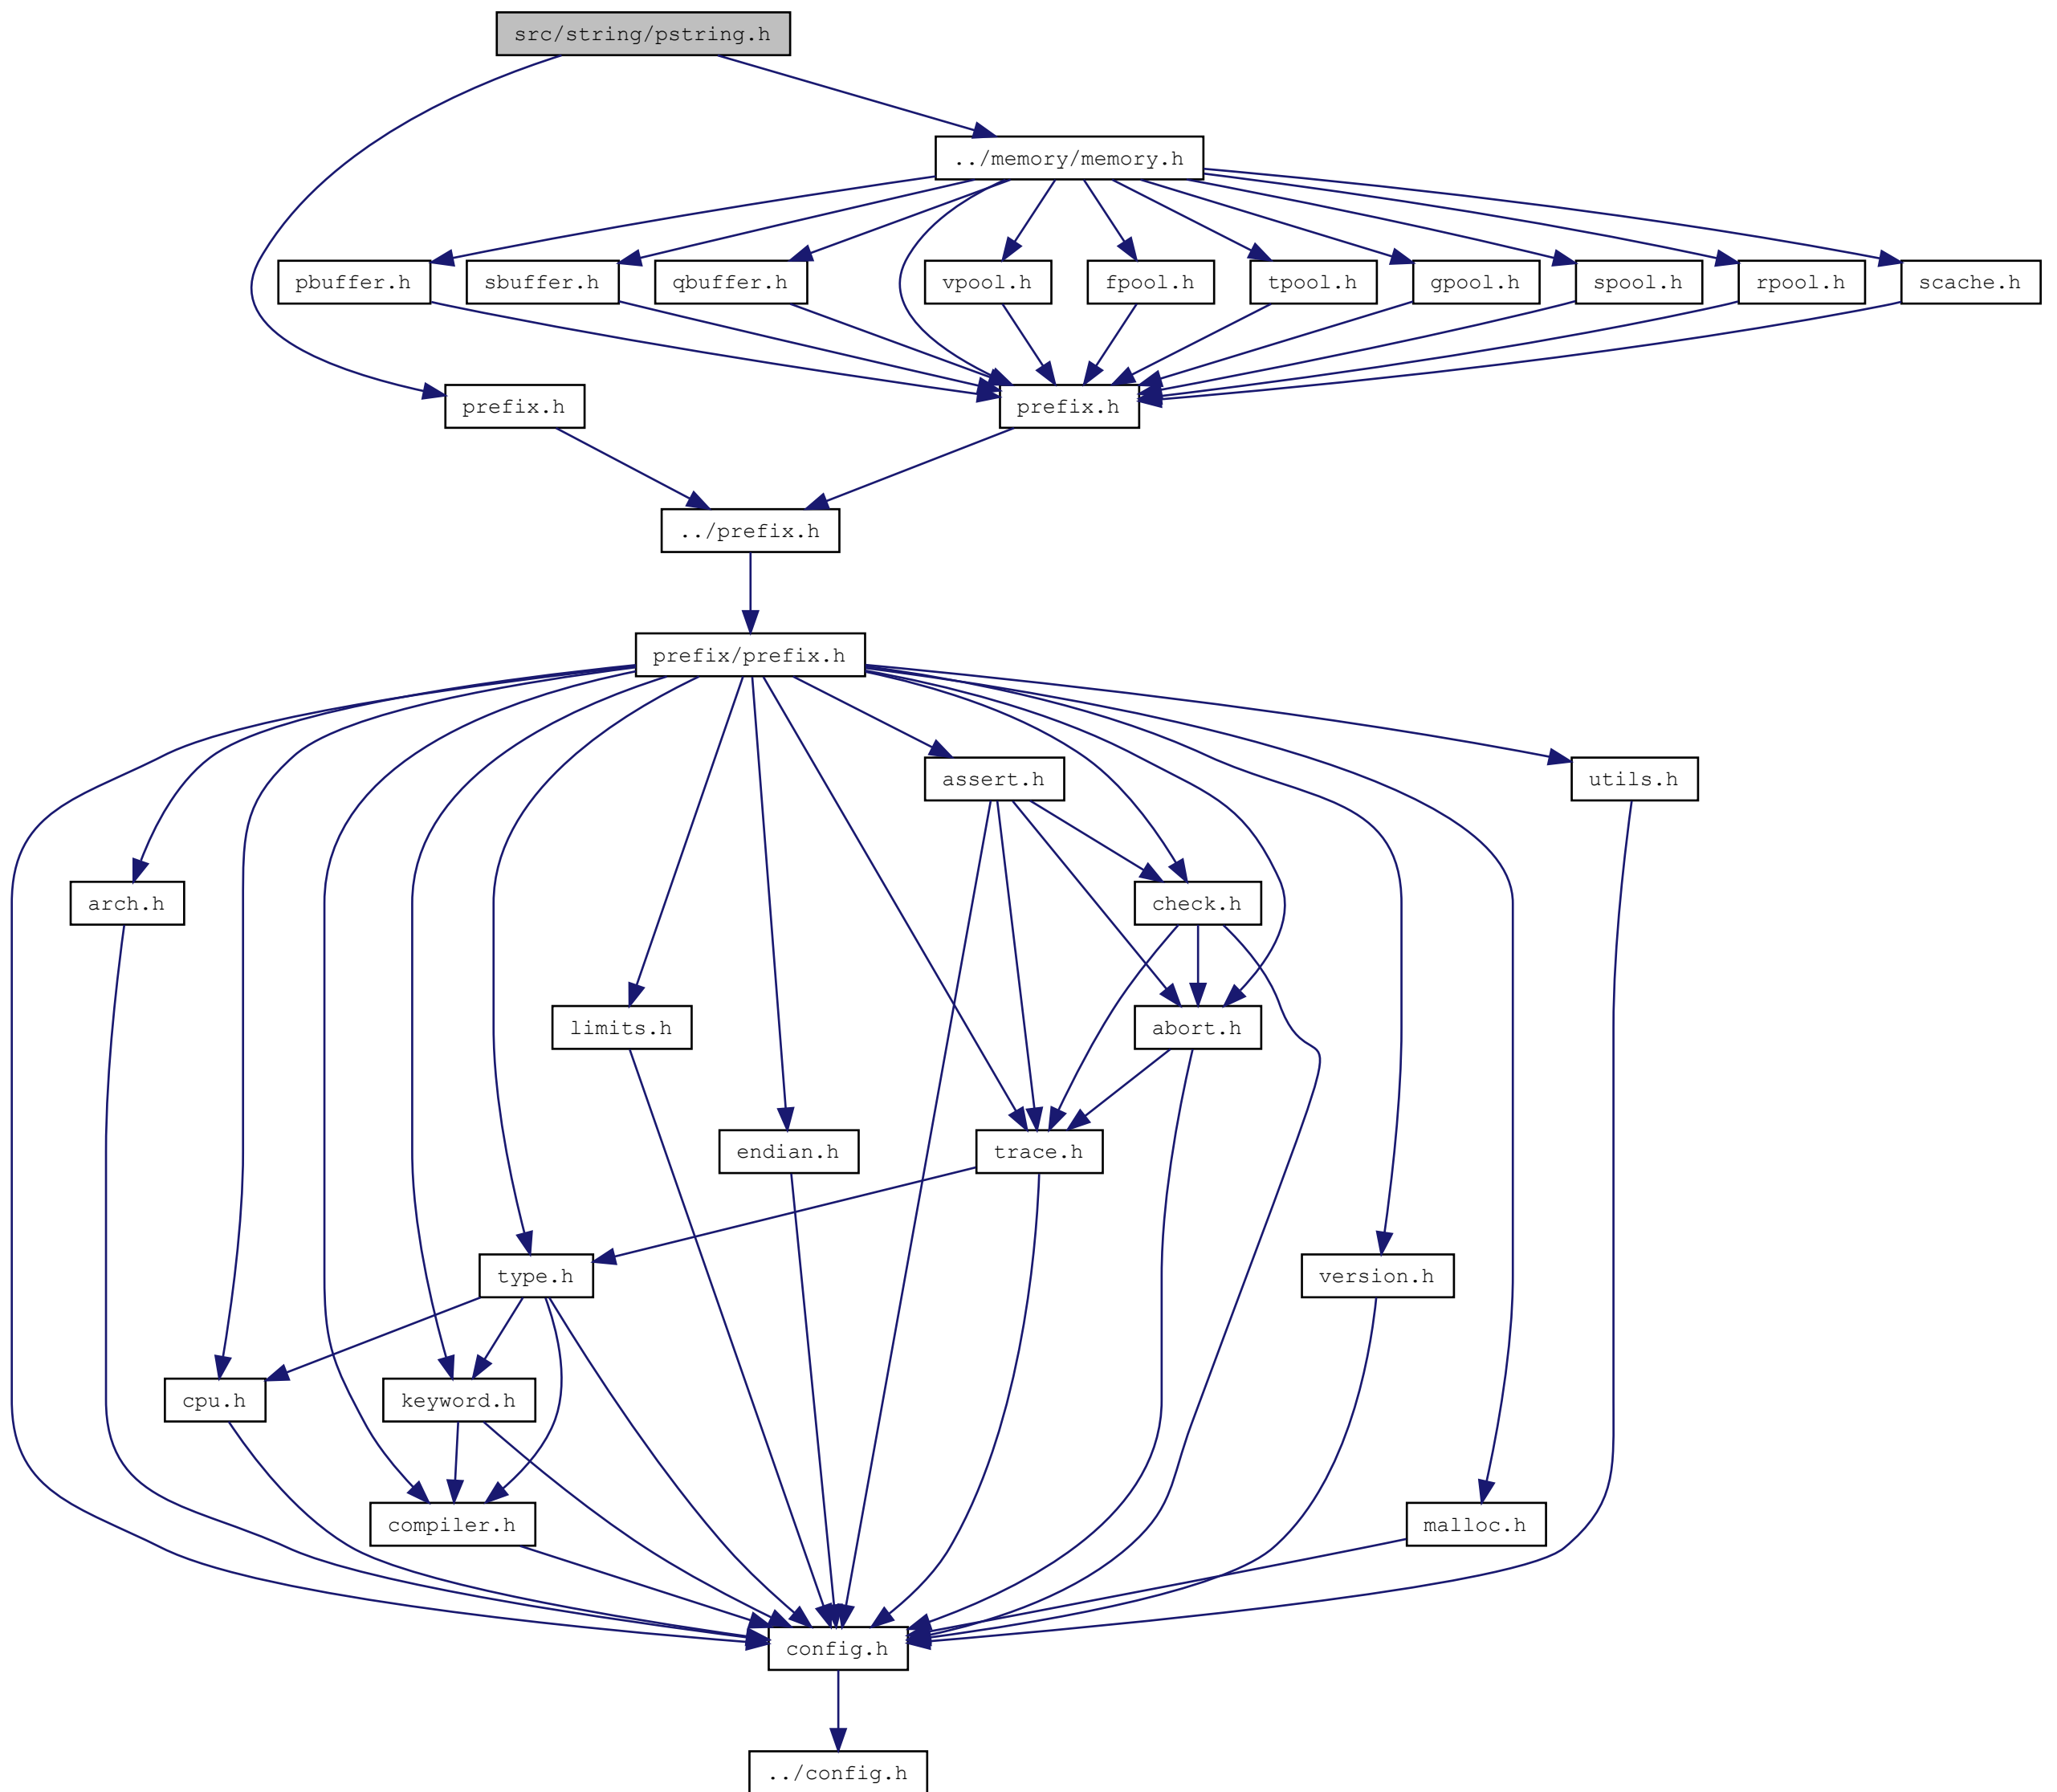 src/string/pstring.h
../memory/memory.h
pbuffer.h
sbuffer.h
qbuffer.h
vpool.h
fpool.h
tpool.h
gpool.h
spool.h
rpool.h
scache.h
prefix.h
prefix.h
../prefix.h
prefix/prefix.h
assert.h
utils.h
arch.h
check.h
limits.h
abort.h
endian.h
trace.h
type.h
version.h
cpu.h
keyword.h
compiler.h
malloc.h
config.h
../config.h